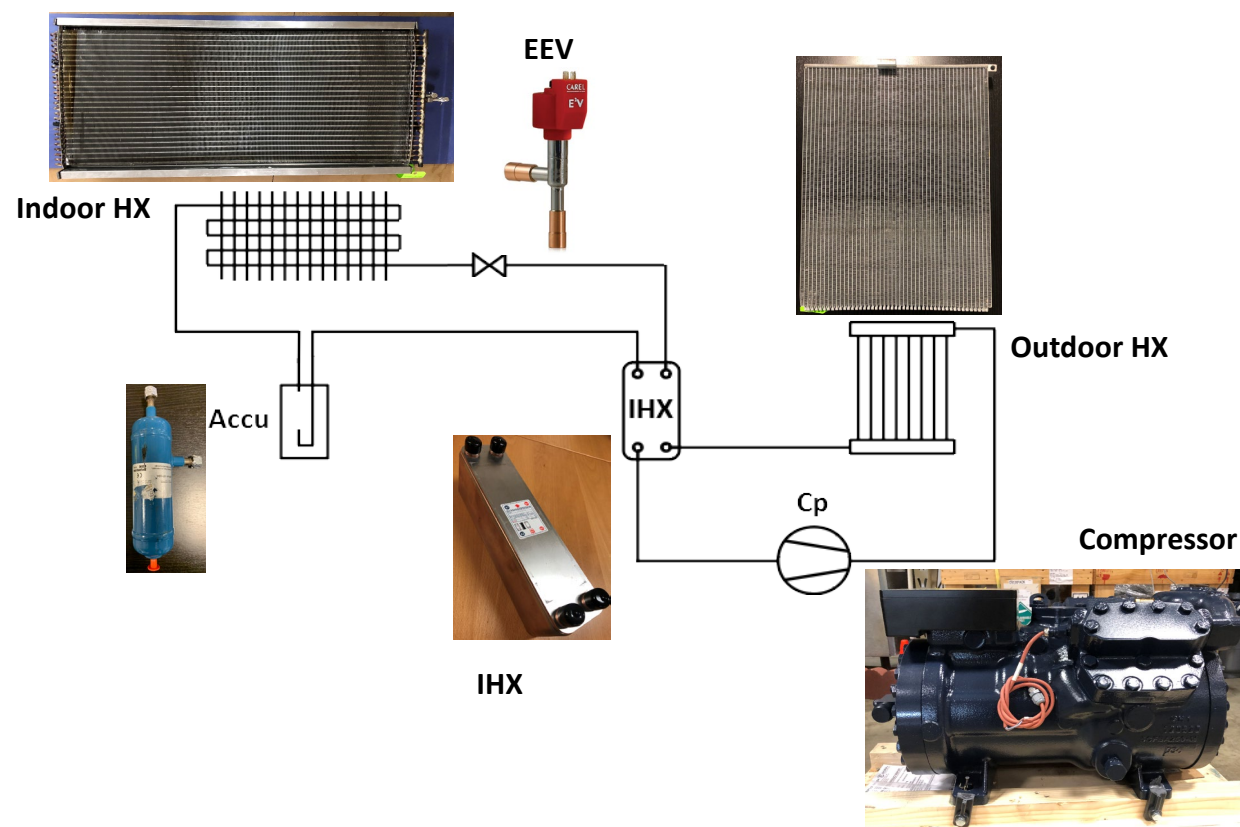 EEV
CAREL
E²V
Indoor HX
Outdoor HX
Accu
IHX
Cp
Compressor
IHX